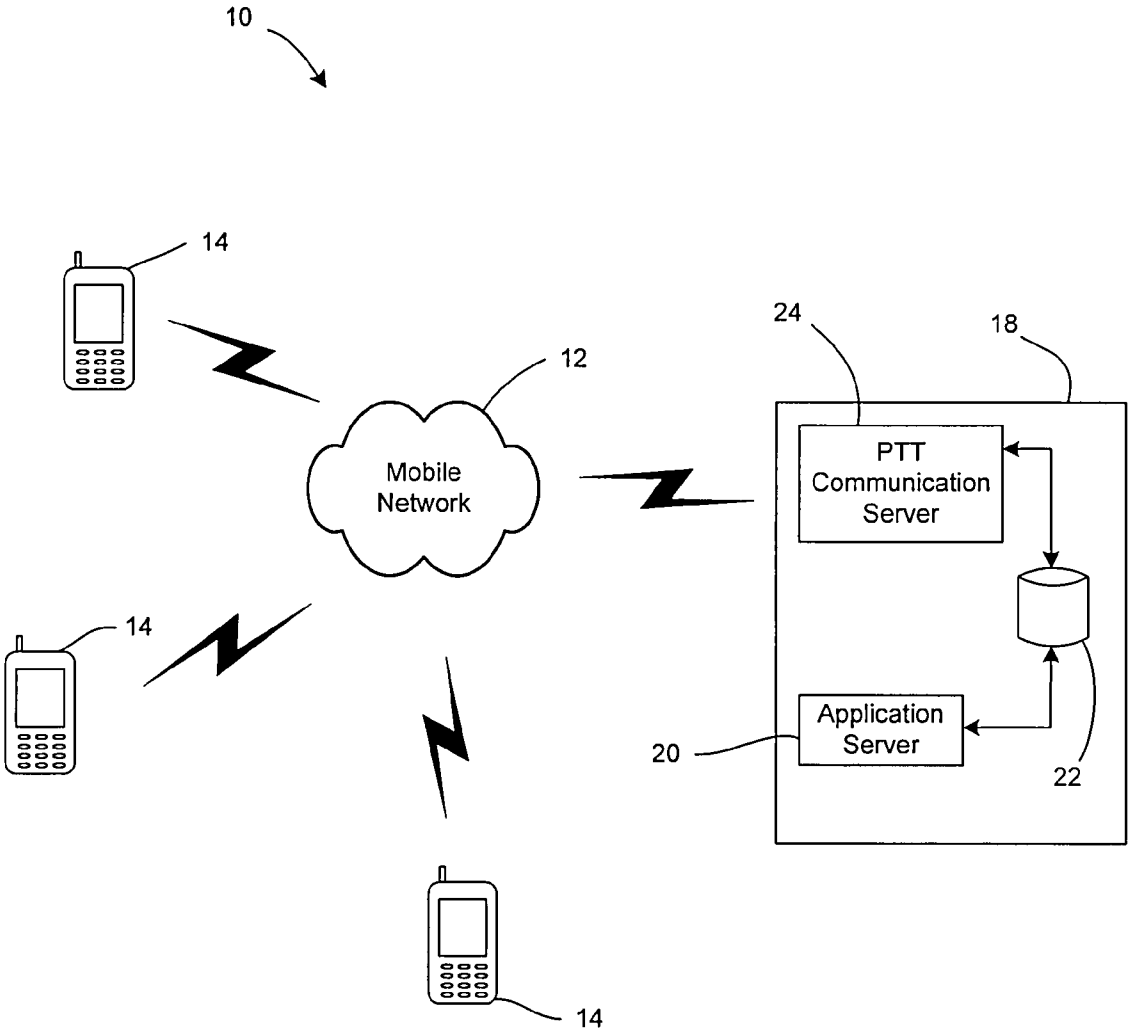 10
14
24
18
12
Mobile
Network
PTT
Communication
Server
14
Application
Server
20
22
14